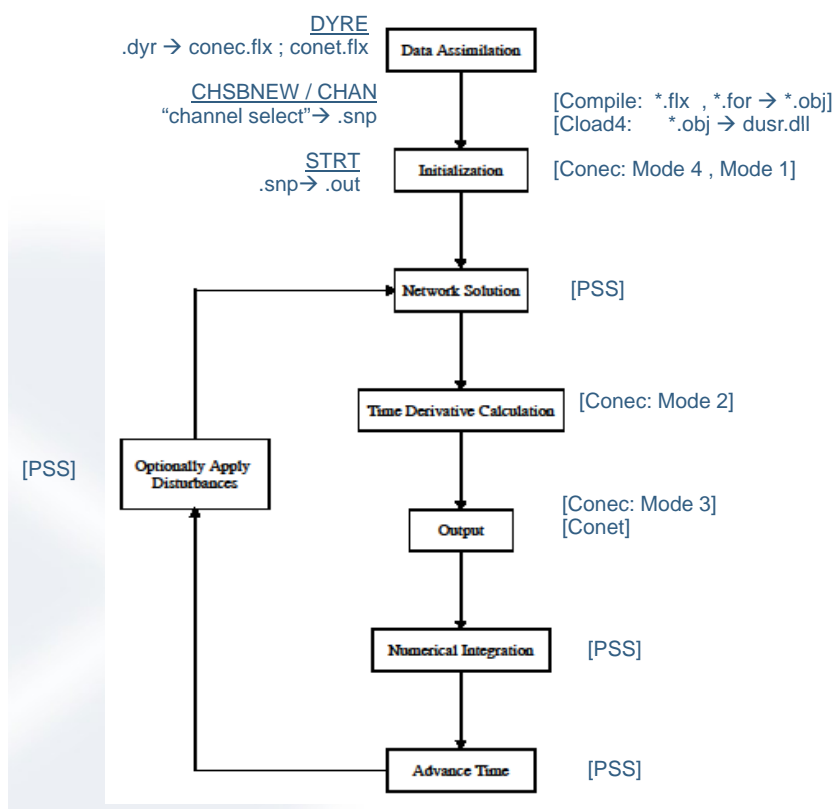 DYRE
.dyr → conec.flx ; conet.flx
Data Assimilation
CHSBNEW / CHAN
“channel select”→ .snp
[Compile: *.flx , *.for → *.obj]
[Cload4: *.obj → dusr.dll
STRT
.snp→ .out
Initialization
[Conec: Mode 4 , Mode 1]
Network Solution
[PSS]
Time Derivative Calculation
[Conec: Mode 2]
[PSS]
Optionally Apply
Disturbances
Output
[Conec: Mode 3]
[Conet]
Numerical Integration
[PSS]
Advance Time
[PSS]